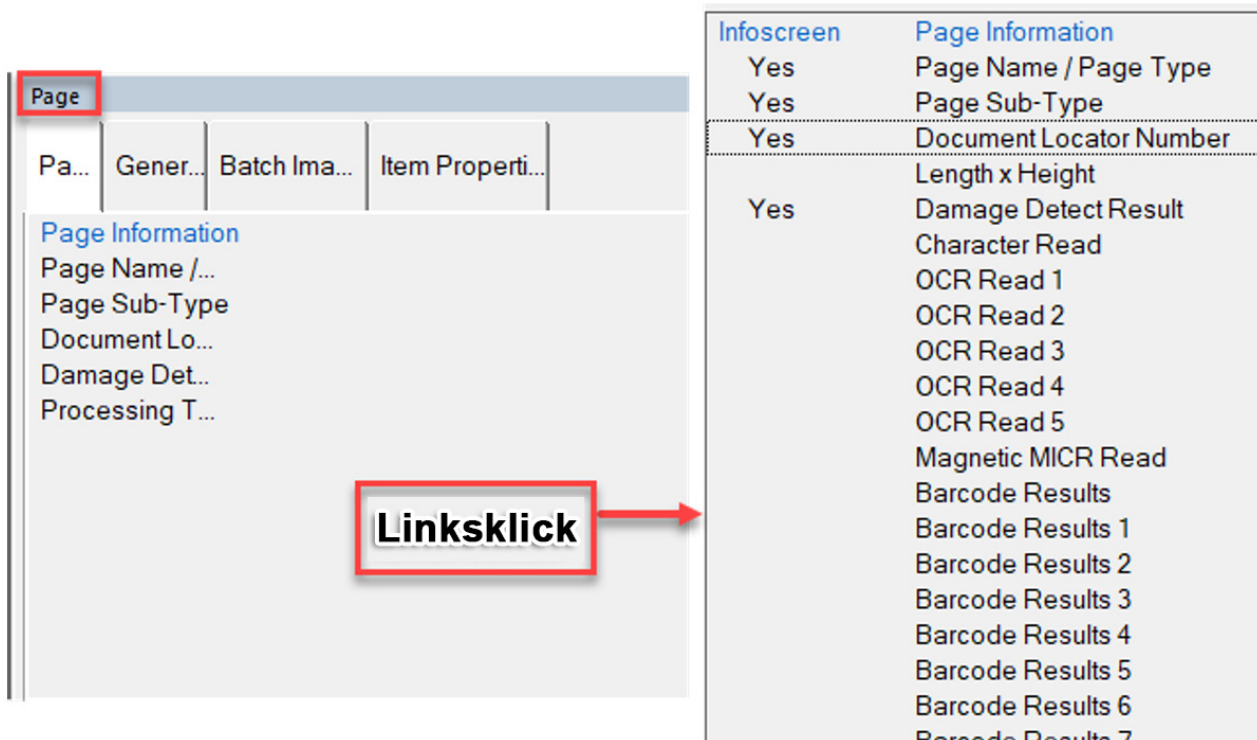 Page
Pa... Gener... Batch Ima... Item Properti...
Page Information
Page Name /...
Page Sub-Type
Document Lo...
Damage Det...
Processing T...
Linksklick
Infoscreen Page Information
Yes Page Name / Page Type
Yes Page Sub-Type
Yes Document Locator Number
Length x Height
Yes Damage Detect Result
Character Read
OCR Read 1
OCR Read 2
OCR Read 3
OCR Read 4
OCR Read 5
Magnetic MICR Read
Barcode Results
Barcode Results 1
Barcode Results 2
Barcode Results 3
Barcode Results 4
Barcode Results 5
Barcode Results 6
Barcode Results 7